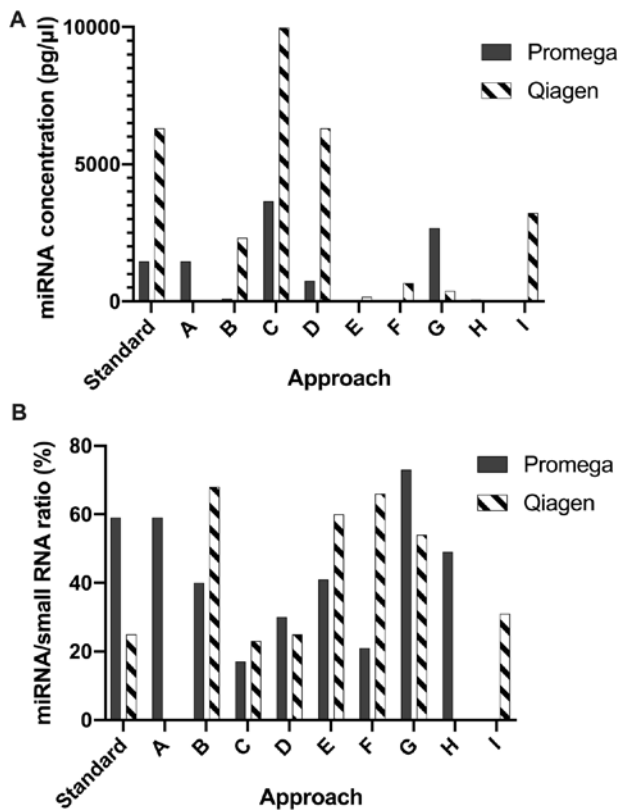 A
miRNA concentration (pg/µl)
10000
5000
0
Promega
Qiagen
Standard
A
B
C
D
E
F
G
H
I
Approach
B
miRNA/small RNA ratio (%)
80
60
40
20
0
Promega
Qiagen
Standard
A
B
C
D
E
F
G
H
I
Approach